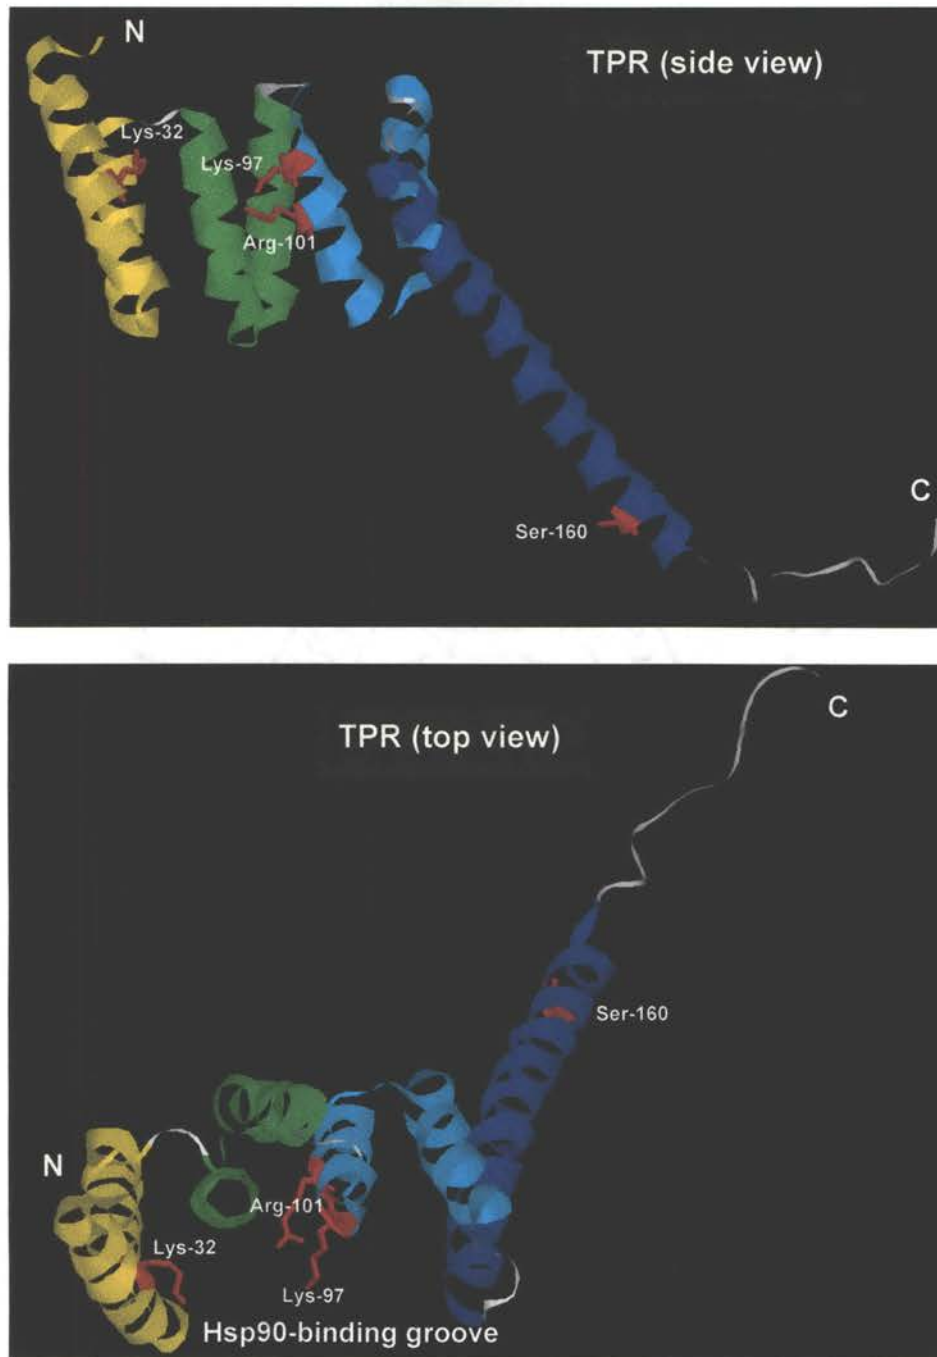 N
TPR (side view)
Lys-32
Lys-97
Arg-101
C
Ser-160
C
TPR (top view)
Ser-160
N
Arg-101
Lys-32
Lys-97
Hsp90-binding groove